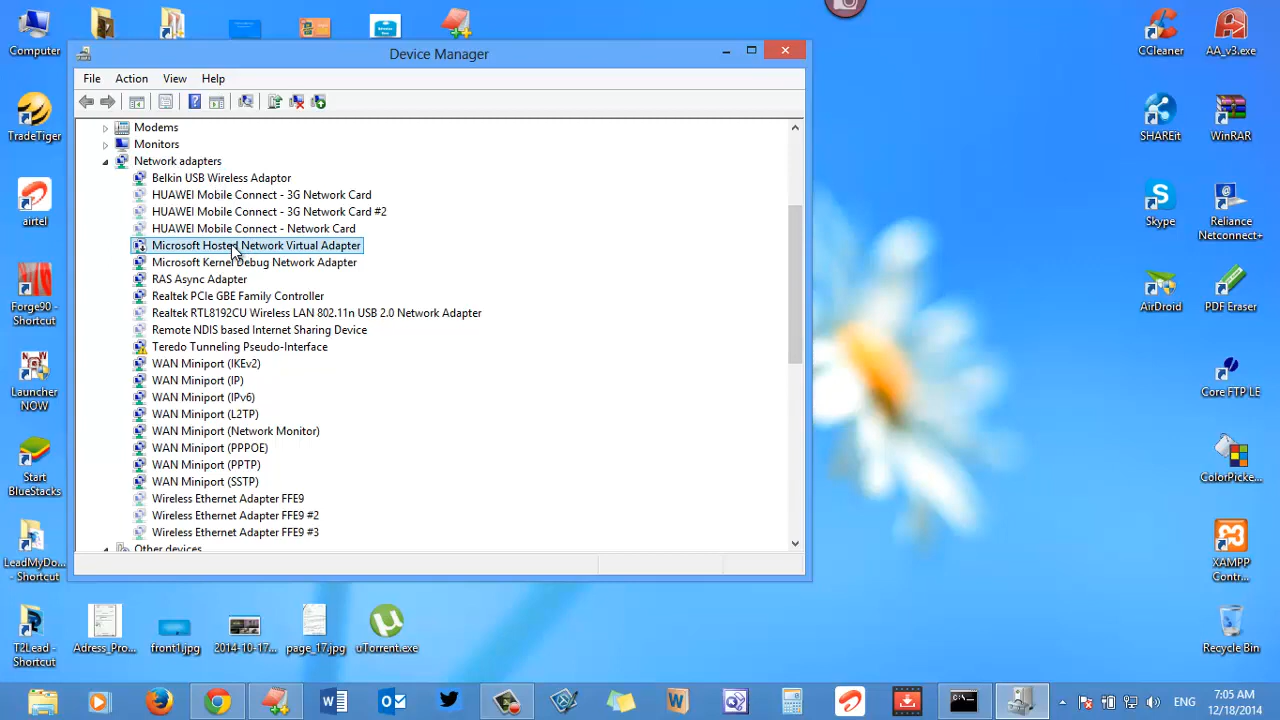 Device Manager
File Action View Help
Modems
Monitors
Network adapters
Belkin USB Wireless Adaptor
HUAWEI Mobile Connect - 3G Network Card
HUAWEI Mobile Connect - 3G Network Card #2
HUAWEI Mobile Connect - Network Card
Microsoft Hosted Network Virtual Adapter
Microsoft Kernel Debug Network Adapter
RAS Async Adapter
Realtek PCIe GBE Family Controller
Realtek RTL8192CU Wireless LAN 802.11n USB 2.0 Network Adapter
Remote NDIS based Internet Sharing Device
Teredo Tunneling Pseudo-Interface
WAN Miniport (IKEv2)
WAN Miniport (IP)
WAN Miniport (IPv6)
WAN Miniport (L2TP)
WAN Miniport (Network Monitor)
WAN Miniport (PPPOE)
WAN Miniport (PPTP)
WAN Miniport (SSTP)
Wireless Ethernet Adapter FFE9
Wireless Ethernet Adapter FFE9 #2
Wireless Ethernet Adapter FFE9 #3
Other devices
Computer
TradeTiger
airtel
Forge90 -
Shortcut
Launcher
NOW
Start
BlueStacks
LeadMyDo...
- Shortcut
T2Lead -
Shortcut
Adress_Pro...
front1.jpg
2014-10-17...
page_17.jpg
uTorrent.exe
CCleaner
AA_v3.exe
SHAREit
WinRAR
Skype
Reliance
Netconnect+
AirDroid
PDF Eraser
Core FTP LE
ColorPicke...
XAMPP
Contr...
Recycle Bin
ENG
7:05 AM
12/18/2014